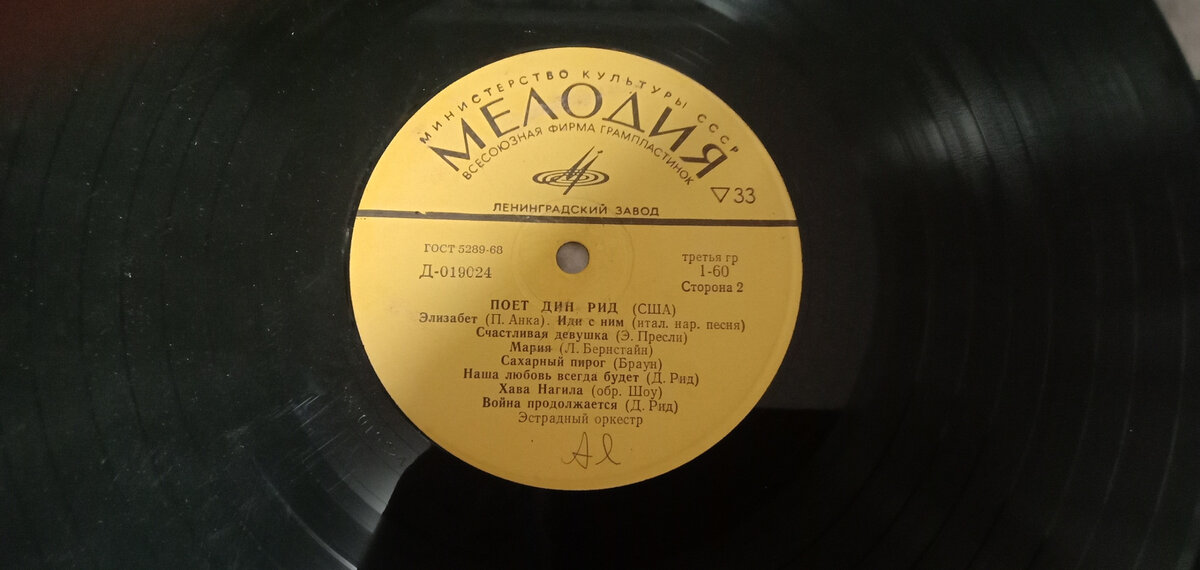 МИНИСТЕРСТВО КУЛЬТУРЫ СССР
МЕЛОДИЯ
ВСЕСОЮЗНАЯ ФИРМА ГРАМПЛАСТИНОК
▽33
ЛЕНИНГРАДСКИЙ ЗАВОД
ГОСТ 5289-68
Д-019024
третья гр
1-60
Сторона 2
ПОЕТ ДИН РИД (США)
Элизабет (П. Анка). Иди с ним (итал. нар. песня)
Счастливая девушка (Э. Пресли)
Мария (Л. Бернстайн)
Сахарный пирог (Браун)
Наша любовь всегда будет (Д. Рид)
Хава Нагила (обр. Шоу)
Война продолжается (Д. Рид)
Эстрадный оркестр